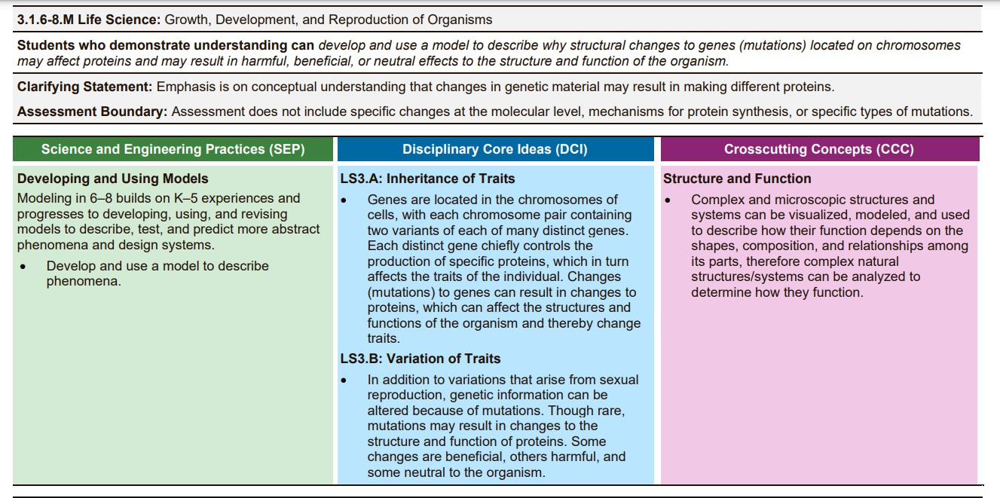 3.1.6-8.M Life Science: Growth, Development, and Reproduction of Organisms
Students who demonstrate understanding can develop and use a model to describe why structural changes to genes (mutations) located on chromosomes
may affect proteins and may result in harmful, beneficial, or neutral effects to the structure and function of the organism.
Clarifying Statement: Emphasis is on conceptual understanding that changes in genetic material may result in making different proteins.
Assessment Boundary: Assessment does not include specific changes at the molecular level, mechanisms for protein synthesis, or specific types of mutations.
Science and Engineering Practices (SEP)
Developing and Using Models
Modeling in 6–8 builds on K–5 experiences and
progresses to developing, using, and revising
models to describe, test, and predict more abstract
phenomena and design systems.
• Develop and use a model to describe
phenomena.
Disciplinary Core Ideas (DCI)
LS3.A: Inheritance of Traits
• Genes are located in the chromosomes of
cells, with each chromosome pair containing
two variants of each of many distinct genes.
Each distinct gene chiefly controls the
production of specific proteins, which in turn
affects the traits of the individual. Changes
(mutations) to genes can result in changes to
proteins, which can affect the structures and
functions of the organism and thereby change
traits.
LS3.B: Variation of Traits
• In addition to variations that arise from sexual
reproduction, genetic information can be
altered because of mutations. Though rare,
mutations may result in changes to the
structure and function of proteins. Some
changes are beneficial, others harmful, and
some neutral to the organism.
Crosscutting Concepts (CCC)
Structure and Function
• Complex and microscopic structures and
systems can be visualized, modeled, and used
to describe how their function depends on the
shapes, composition, and relationships among
its parts, therefore complex natural
structures/systems can be analyzed to
determine how they function.